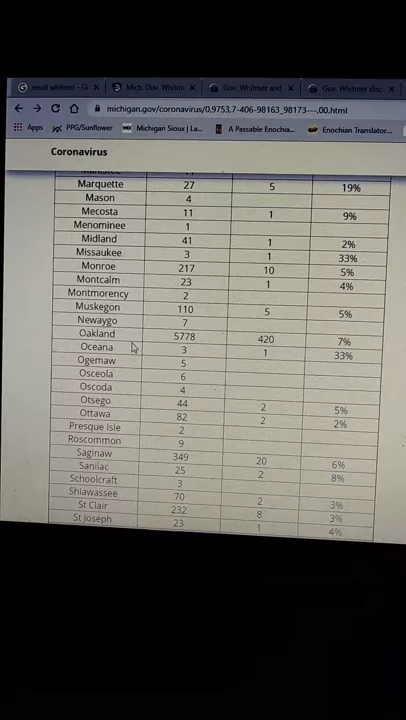 recall whitmer - G
Mich. Gov. Whitm
Gov. Whitmer and
Gov. Whitmer disc
michigan.gov/coronavirus/0,9753,7-406-98163_98173---,00.html
Apps PPG/Sunflower Michigan Sioux | La... A Passable Enochia... Enochian Translator...
Coronavirus
Marquette 27 5 19%
Mason 4
Mecosta 11 1 9%
Menominee 1
Midland 41 1 2%
Missaukee 3 1 33%
Monroe 217 10 5%
Montcalm 23 1 4%
Montmorency 2
Muskegon 110 5 5%
Newaygo 7
Oakland 5778 420 7%
Oceana 3 1 33%
Ogemaw 5
Osceola 6
Oscoda 4
Otsego 44 2 5%
Ottawa 82 2 2%
Presque Isle 2
Roscommon 9
Saginaw 349 20 6%
Sanilac 25 2 8%
Schoolcraft 3
Shiawassee 70 2 3%
St Clair 232 8 3%
St Joseph 23 1 4%